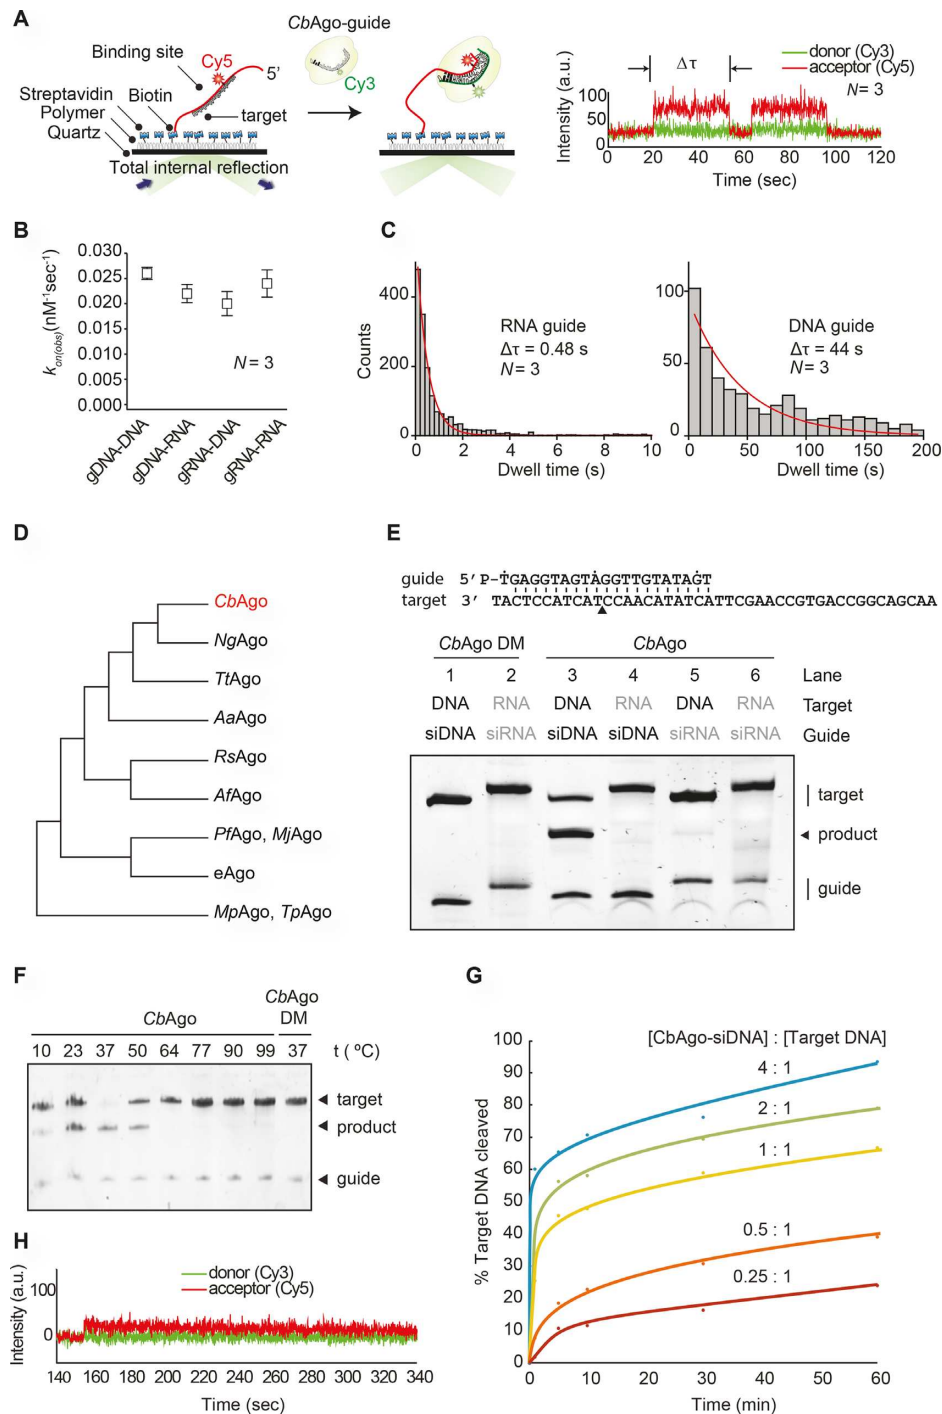 A
CbAgo-guide
Binding site
Cy5
5'
Cy3
Streptavidin
Biotin
target
Polymer
Quartz
Total internal reflection
Δτ
donor (Cy3)
acceptor (Cy5)
N= 3
Intensity (a.u.)
100
50
0
0 20 40 60 80 100 120
Time (sec)
B
kon(obs)(nM-1sec-1)
0.030
0.025
0.020
0.015
0.010
0.005
0.000
N= 3
gDNA-DNA
gDNA-RNA
gRNA-DNA
gRNA-RNA
C
Counts
400
200
0
RNA guide
Δτ = 0.48 s
N= 3
0 2 4 6 8 10
Dwell time (s)
100
50
0
DNA guide
Δτ = 44 s
N= 3
0 50 100 150 200
Dwell time (s)
D
CbAgo
NgAgo
TtAgo
AaAgo
RsAgo
AfAgo
PfAgo, MjAgo
eAgo
MpAgo, TpAgo
E
guide 5'P-TGAGGTAGTAGGTTGTATAGT
target 3' TACTCCATCATCCAACATATCATTCGAACCGTGACCGGCAGCAA
CbAgo DM CbAgo
1 2 3 4 5 6 Lane
DNA RNA DNA RNA DNA RNA Target
siDNA siRNA siDNA siDNA siRNA siRNA Guide
target
product
guide
F
CbAgo
CbAgo
DM
10 23 37 50 64 77 90 99 37 t ( ºC)
target
product
guide
G
[CbAgo-siDNA] : [Target DNA]
% Target DNA cleaved
100
90
80
70
60
50
40
30
20
10
0
4 : 1
2 : 1
1 : 1
0.5 : 1
0.25 : 1
0 10 20 30 40 50 60
Time (min)
H
donor (Cy3)
acceptor (Cy5)
Intensity (a.u.)
100
0
140 160 180 200 220 240 260 280 300 320 340
Time (sec)